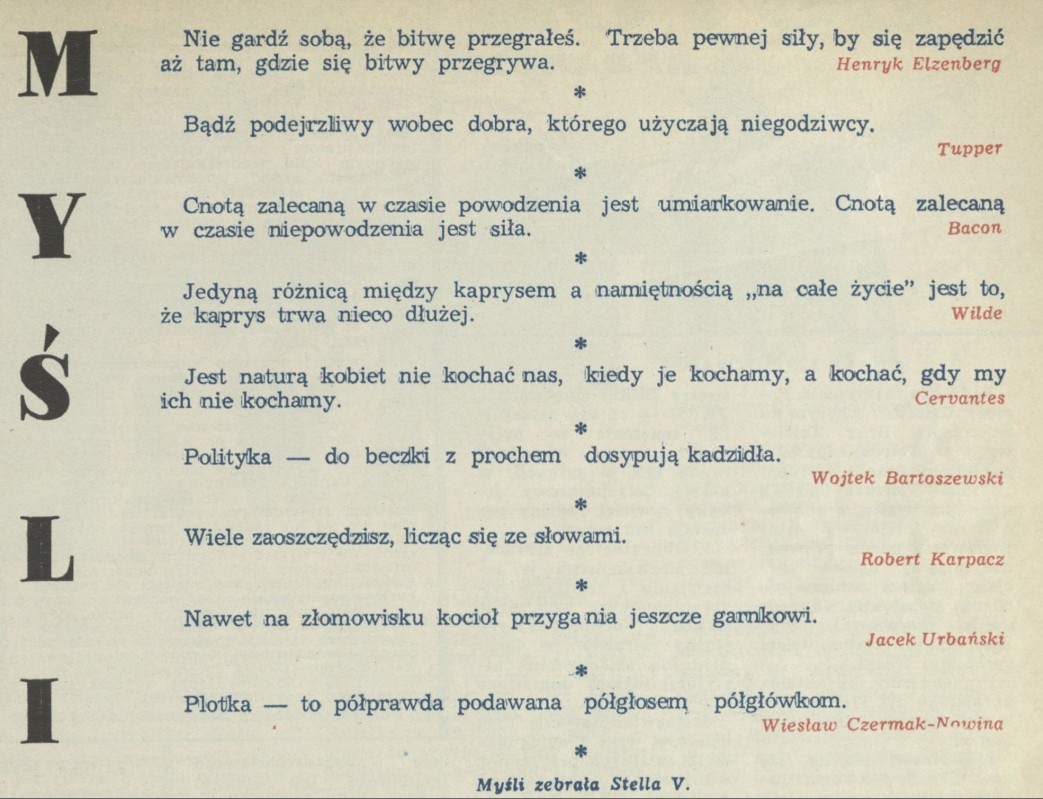 MYŚLI
Nie gardź sobą, że bitwę przegrałeś. Trzeba pewnej siły, by się zapędzić
aż tam, gdzie się bitwy przegrywa.
Henryk Elzenberg
*
Bądź podejrzliwy wobec dobra, którego użyczają niegodziwcy.
Tupper
*
Cnotą zalecaną w czasie powodzenia jest umiarkowanie. Cnotą zalecaną
w czasie niepowodzenia jest siła.
Bacon
*
Jedyną różnicą między kaprysem a namiętnością „na całe życie” jest to,
że kaprys trwa nieco dłużej.
Wilde
*
Jest naturą kobiet nie kochać nas, kiedy je kochamy, a kochać, gdy my
ich nie kochamy.
Cervantes
*
Polityka — do beczki z prochem dosypują kadzidła.
Wojtek Bartoszewski
*
Wiele zaoszczędzisz, licząc się ze słowami.
Robert Karpacz
*
Nawet na złomowisku kocioł przygania jeszcze garnkowi.
Jacek Urbański
*
Plotka — to półprawda podawana półgłosem półgłówkom.
Wiesław Czermak-Nowina
*
Myśli zebrała Stella V.